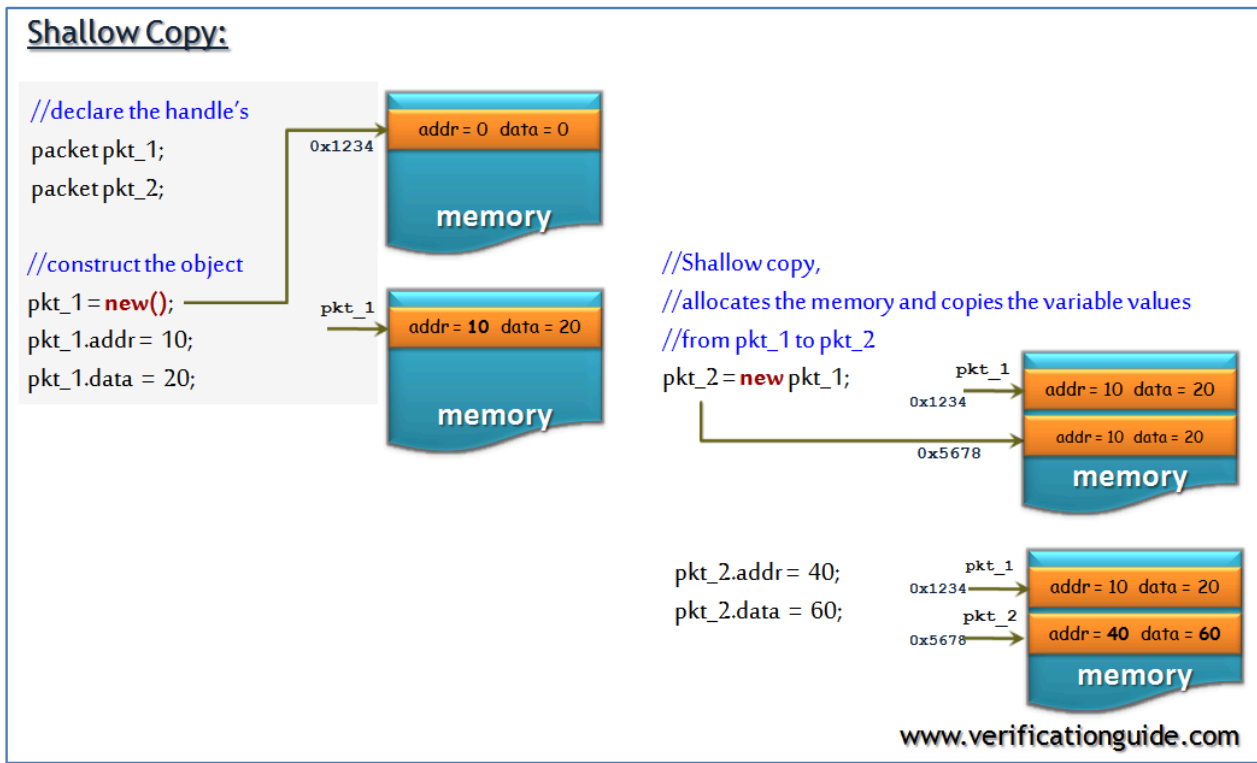 Shallow Copy:
//declare the handle's
packet pkt_1;
packet pkt_2;
//construct the object
pkt_1 = new();
pkt_1.addr = 10;
pkt_1.data = 20;
0x1234
addr = 0 data = 0
memory
pkt_1
addr = 10 data = 20
memory
//Shallow copy,
//allocates the memory and copies the variable values
//from pkt_1 to pkt_2
pkt_2 = new pkt_1;
pkt_1
0x1234
addr = 10 data = 20
0x5678
addr = 10 data = 20
memory
pkt_2.addr = 40;
pkt_2.data = 60;
pkt_1
0x1234
addr = 10 data = 20
pkt_2
0x5678
addr = 40 data = 60
memory
www.verificationguide.com